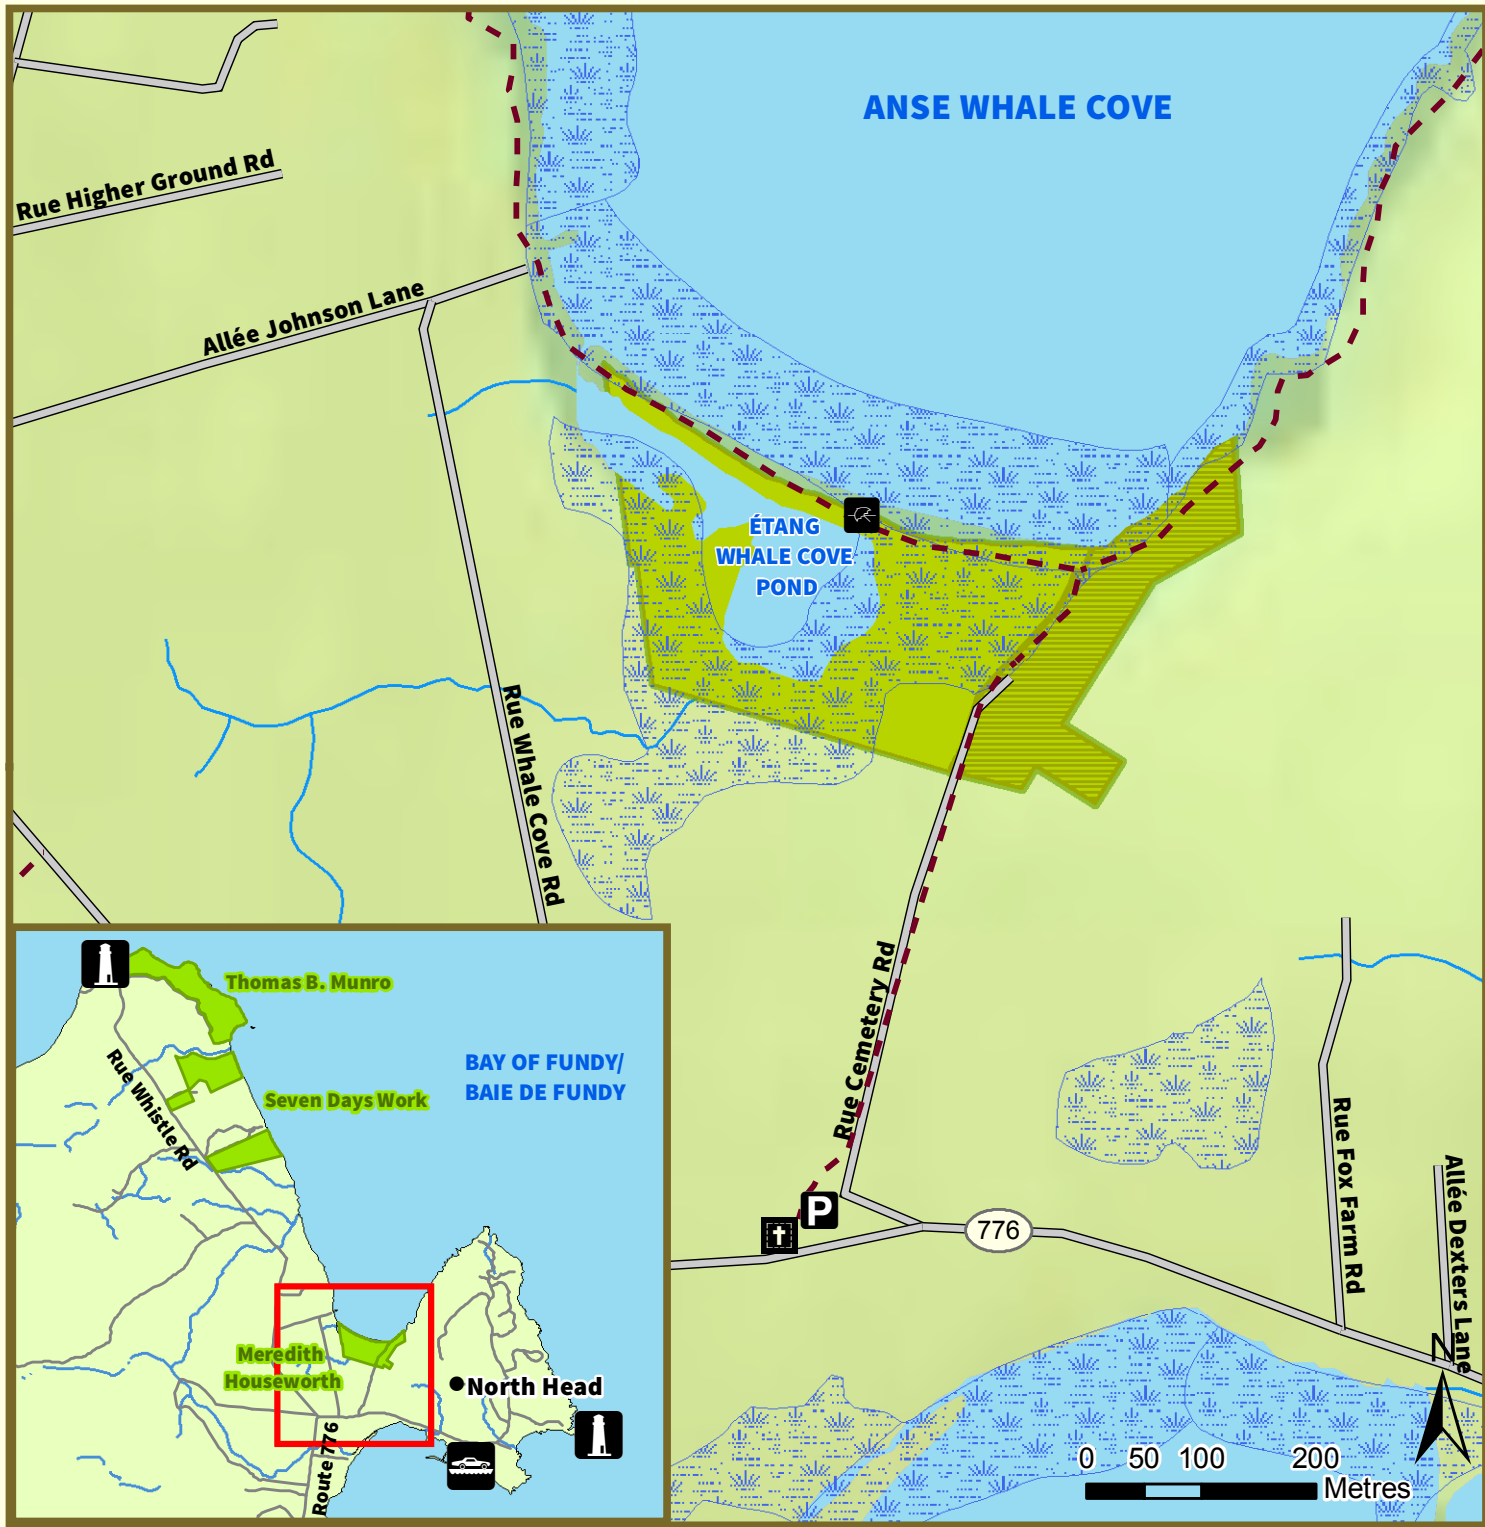 ANSE WHALE COVE
Rue Higher Ground Rd
Allée Johnson Lane
ÉTANG
WHALE COVE
POND
Rue Whale Cove Rd
Rue Cemetery Rd
P
776
Rue Fox Farm Rd
Allée Dexters Lane
N
0 50 100 200
Metres
Thomas B. Munro
BAY OF FUNDY/
BAIE DE FUNDY
Seven Days Work
Rue Whistle Rd
Meredith
Houseworth
North Head
Route 776